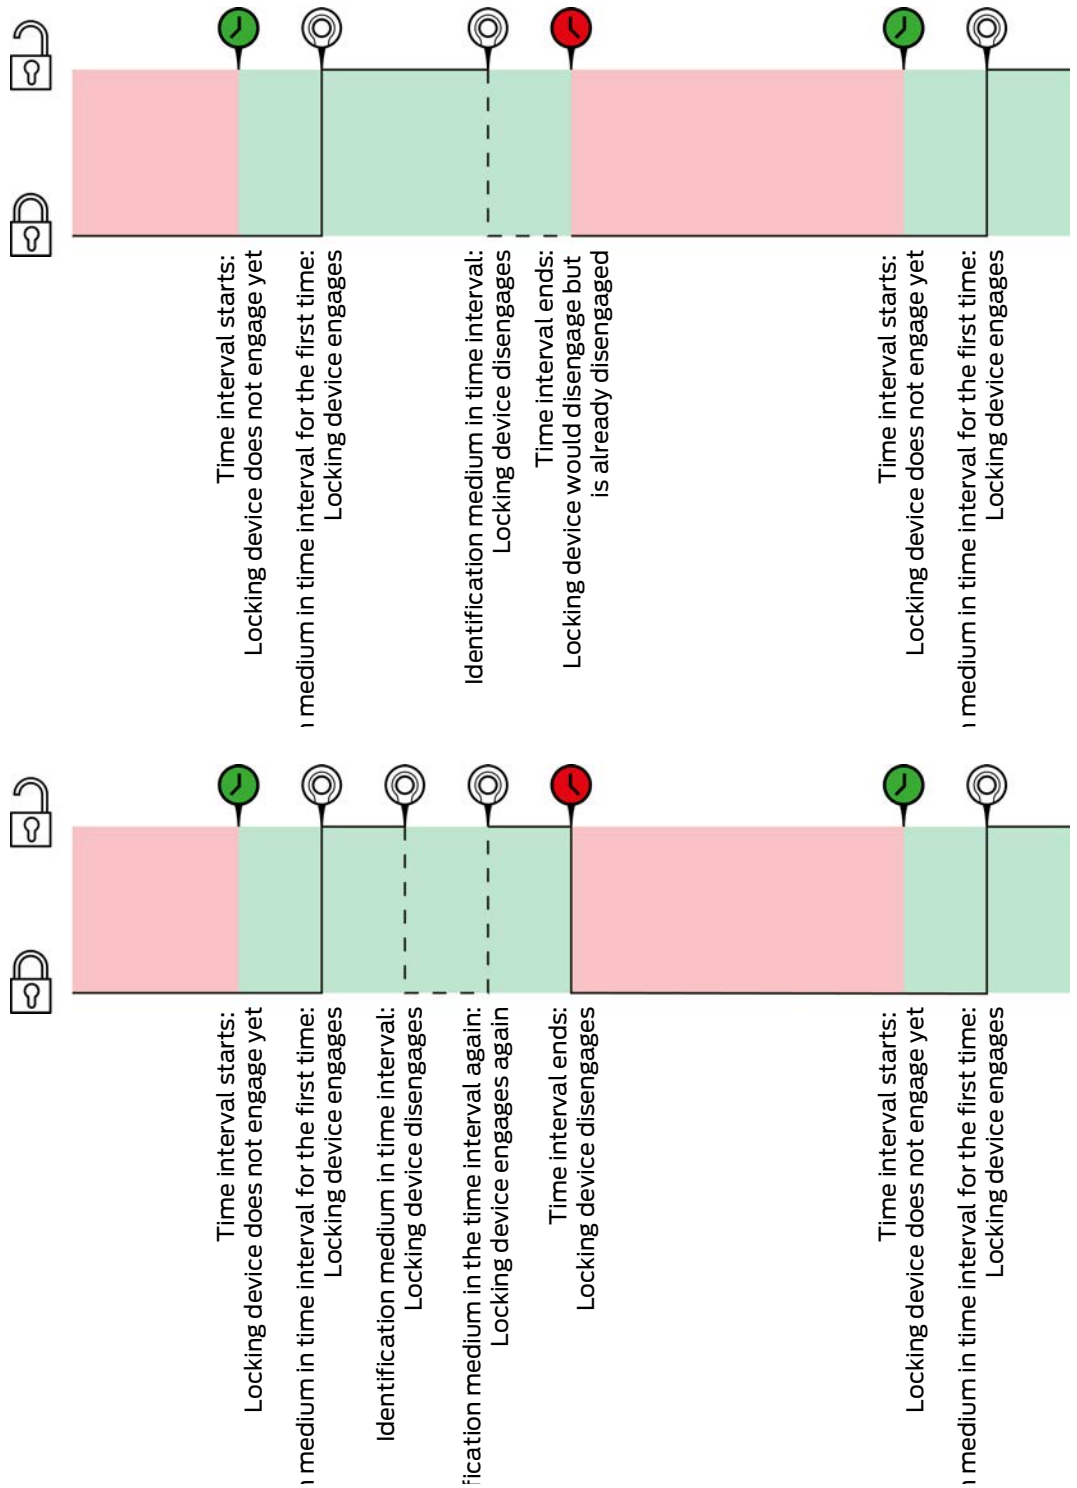 Time interval starts:
Locking device does not engage yet
medium in time interval for the first time:
Locking device engages
Identification medium in time interval:
Locking device disengages
Time interval ends:
Locking device would disengage but
is already disengaged
Time interval starts:
Locking device does not engage yet
medium in time interval for the first time:
Locking device engages
Time interval starts:
Locking device does not engage yet
medium in time interval for the first time:
Locking device engages
Identification medium in time interval:
Locking device disengages
fication medium in the time interval again:
Locking device engages again
Time interval ends:
Locking device disengages
Time interval starts:
Locking device does not engage yet
medium in time interval for the first time:
Locking device engages